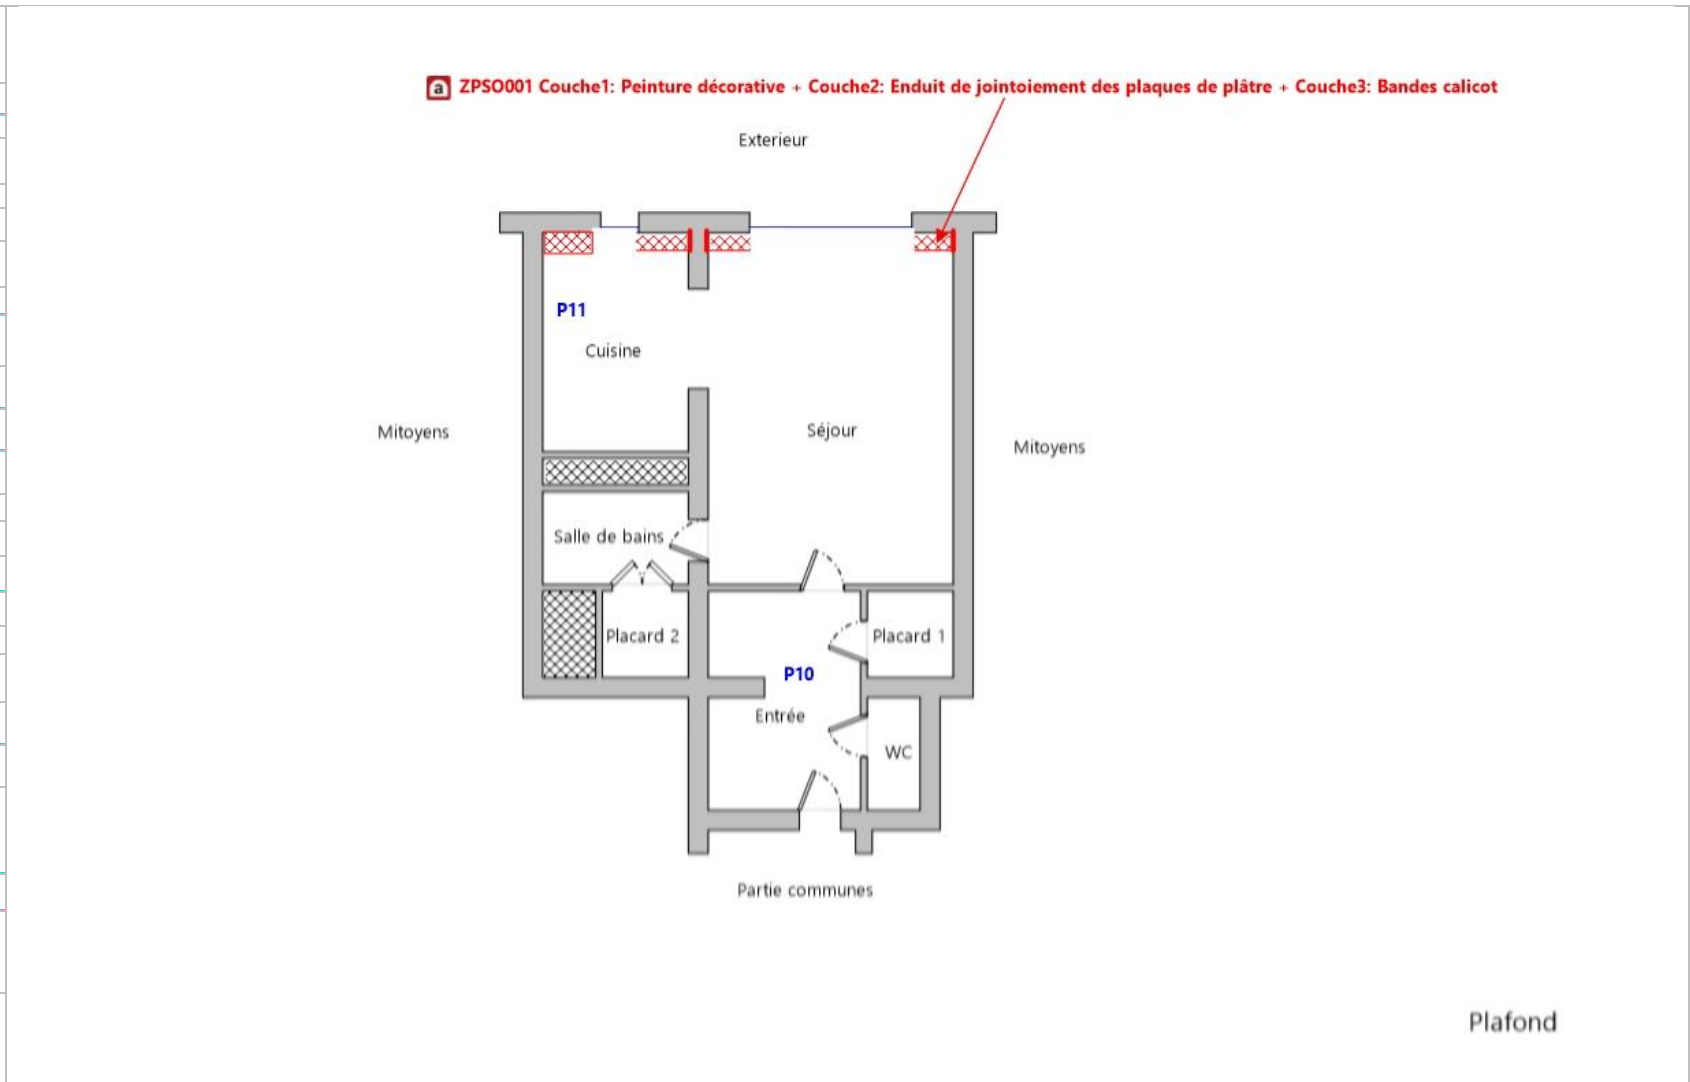 a ZPSO001 Couche1: Peinture décorative + Couche2: Enduit de jointoiement des plaques de plâtre + Couche3: Bandes calicot
Exterieur
P11
Cuisine
Mitoyens
Séjour
Mitoyens
Salle de bains
Placard 2
Placard 1
P10
Entrée
WC
Partie communes
Plafond